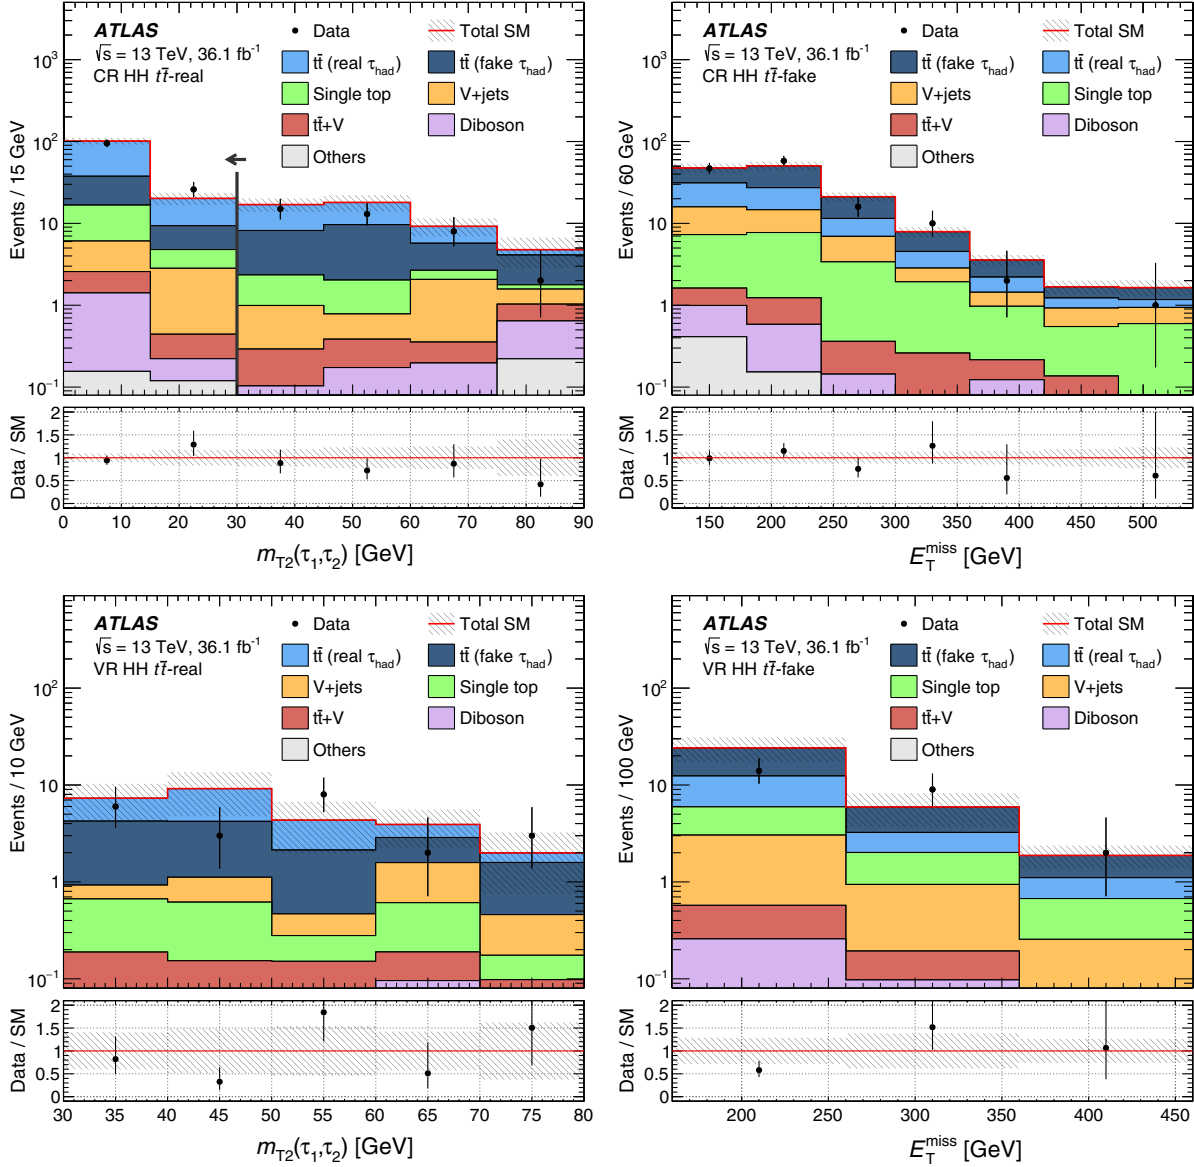 ATLAS
√s = 13 TeV, 36.1 fb⁻¹
CR HH tt̄-real
Data
Total SM
tt̄ (real τhad)
tt̄ (fake τhad)
Single top
V+jets
tt̄+V
Diboson
Others
Events / 15 GeV
10³
10²
10
1
10⁻¹
Data / SM
2
1.5
1
0.5
0
0 10 20 30 40 50 60 70 80 90
mT2(τ1,τ2) [GeV]
ATLAS
√s = 13 TeV, 36.1 fb⁻¹
CR HH tt̄-fake
Data
Total SM
tt̄ (fake τhad)
tt̄ (real τhad)
V+jets
Single top
tt̄+V
Diboson
Others
Events / 60 GeV
10³
10²
10
1
10⁻¹
Data / SM
2
1.5
1
0.5
0
150 200 250 300 350 400 450 500
ETmiss [GeV]
ATLAS
√s = 13 TeV, 36.1 fb⁻¹
VR HH tt̄-real
Data
Total SM
tt̄ (real τhad)
tt̄ (fake τhad)
V+jets
Single top
tt̄+V
Diboson
Others
Events / 10 GeV
10²
10
1
10⁻¹
Data / SM
2
1.5
1
0.5
0
30 35 40 45 50 55 60 65 70 75 80
mT2(τ1,τ2) [GeV]
ATLAS
√s = 13 TeV, 36.1 fb⁻¹
VR HH tt̄-fake
Data
Total SM
tt̄ (fake τhad)
tt̄ (real τhad)
Single top
V+jets
tt̄+V
Diboson
Others
Events / 100 GeV
10²
10
1
10⁻¹
Data / SM
2
1.5
1
0.5
0
200 250 300 350 400 450
ETmiss [GeV]